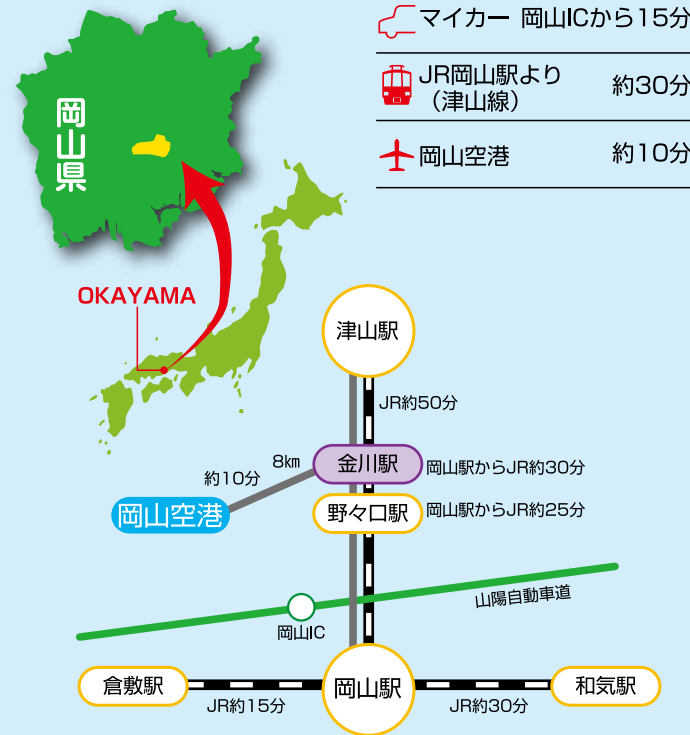 マイカー 岡山ICから15分
JR岡山駅より
(津山線)
約30分
岡山空港 約10分
岡山県
OKAYAMA
津山駅
JR約50分
8km
約10分
金川駅
岡山駅からJR約30分
岡山空港
野々口駅
岡山駅からJR約25分
山陽自動車道
岡山IC
倉敷駅
JR約15分
岡山駅
JR約30分
和気駅